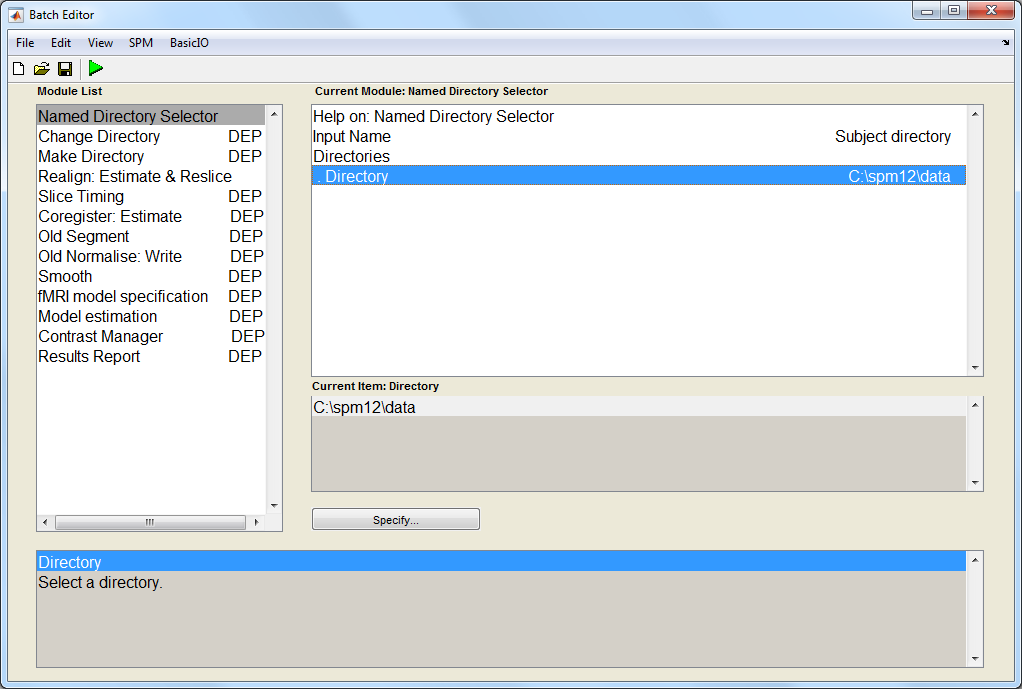 Batch Editor
File Edit View SPM BasicIO
Module List
Named Directory Selector
Change Directory DEP
Make Directory DEP
Realign: Estimate & Reslice
Slice Timing DEP
Coregister: Estimate DEP
Old Segment DEP
Old Normalise: Write DEP
Smooth DEP
fMRI model specification DEP
Model estimation DEP
Contrast Manager DEP
Results Report DEP
Current Module: Named Directory Selector
Help on: Named Directory Selector
Input Name Subject directory
Directories
. Directory C:\spm12\data
Current Item: Directory
C:\spm12\data
Specify...
Directory
Select a directory.